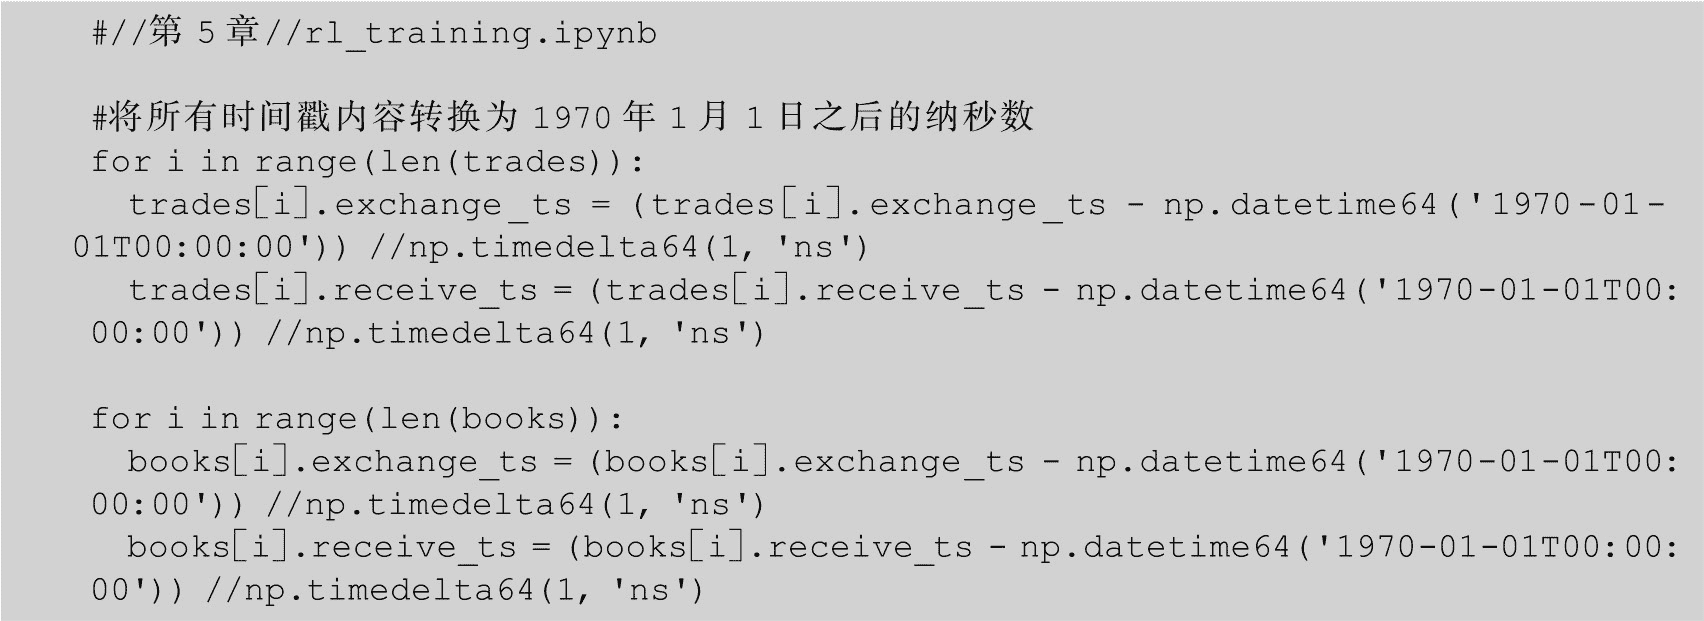 #//第 5 章//rl_training.ipynb
#将所有时间戳内容转换为 1970 年 1 月 1 日之后的纳秒数
for i in range(len(trades)):
  trades[i].exchange_ts = (trades[i].exchange_ts - np.datetime64('1970-01-
01T00:00:00')) //np.timedelta64(1, 'ns')
  trades[i].receive_ts = (trades[i].receive_ts - np.datetime64('1970-01-01T00:
00:00')) //np.timedelta64(1, 'ns')
for i in range(len(books)):
  books[i].exchange_ts = (books[i].exchange_ts - np.datetime64('1970-01-01T00:
00:00')) //np.timedelta64(1, 'ns')
  books[i].receive_ts = (books[i].receive_ts - np.datetime64('1970-01-01T00:00:
00')) //np.timedelta64(1, 'ns')